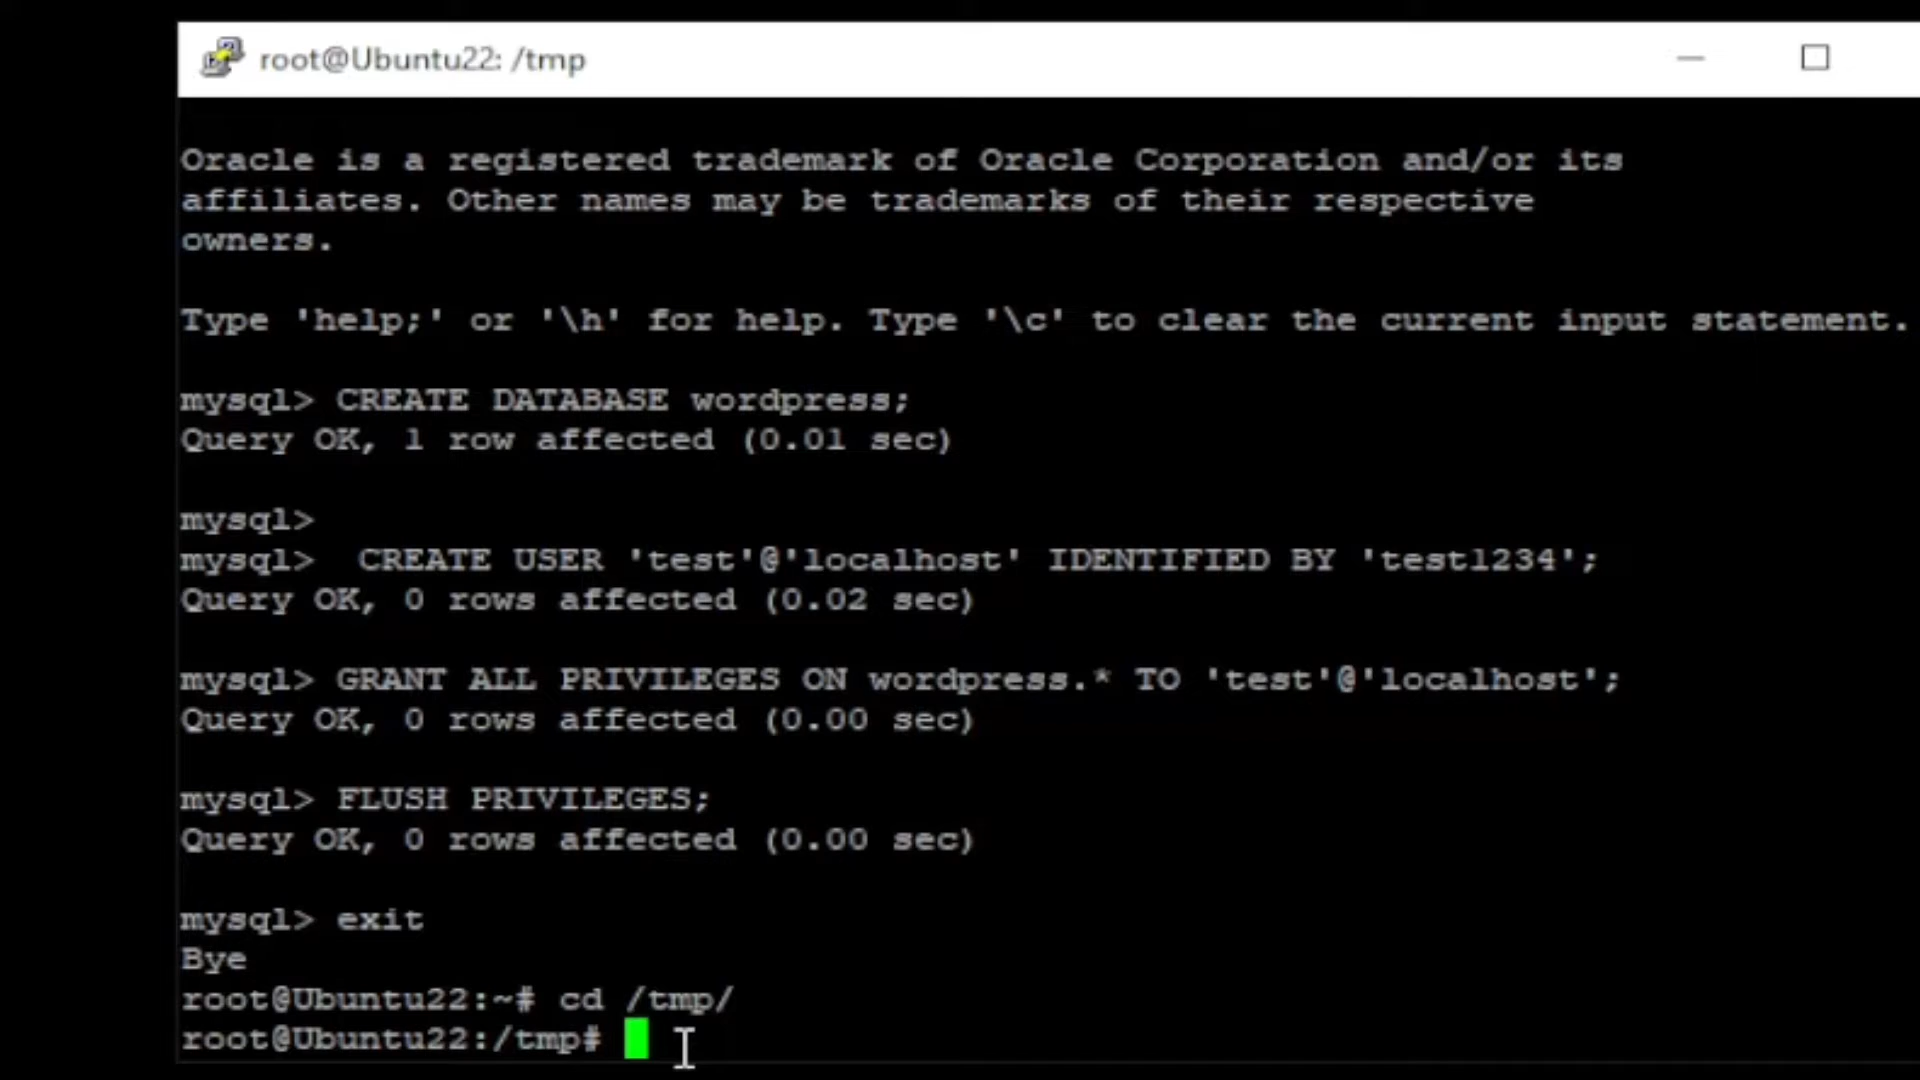 root@Ubuntu22: /tmp
Oracle is a registered trademark of Oracle Corporation and/or its
affiliates. Other names may be trademarks of their respective
owners.
Type 'help;' or '\h' for help. Type '\c' to clear the current input statement.
mysql> CREATE DATABASE wordpress;
Query OK, 1 row affected (0.01 sec)
mysql>
mysql>  CREATE USER 'test'@'localhost' IDENTIFIED BY 'test1234';
Query OK, 0 rows affected (0.02 sec)
mysql> GRANT ALL PRIVILEGES ON wordpress.* TO 'test'@'localhost';
Query OK, 0 rows affected (0.00 sec)
mysql> FLUSH PRIVILEGES;
Query OK, 0 rows affected (0.00 sec)
mysql> exit
Bye
root@Ubuntu22:~# cd /tmp/
root@Ubuntu22:/tmp#